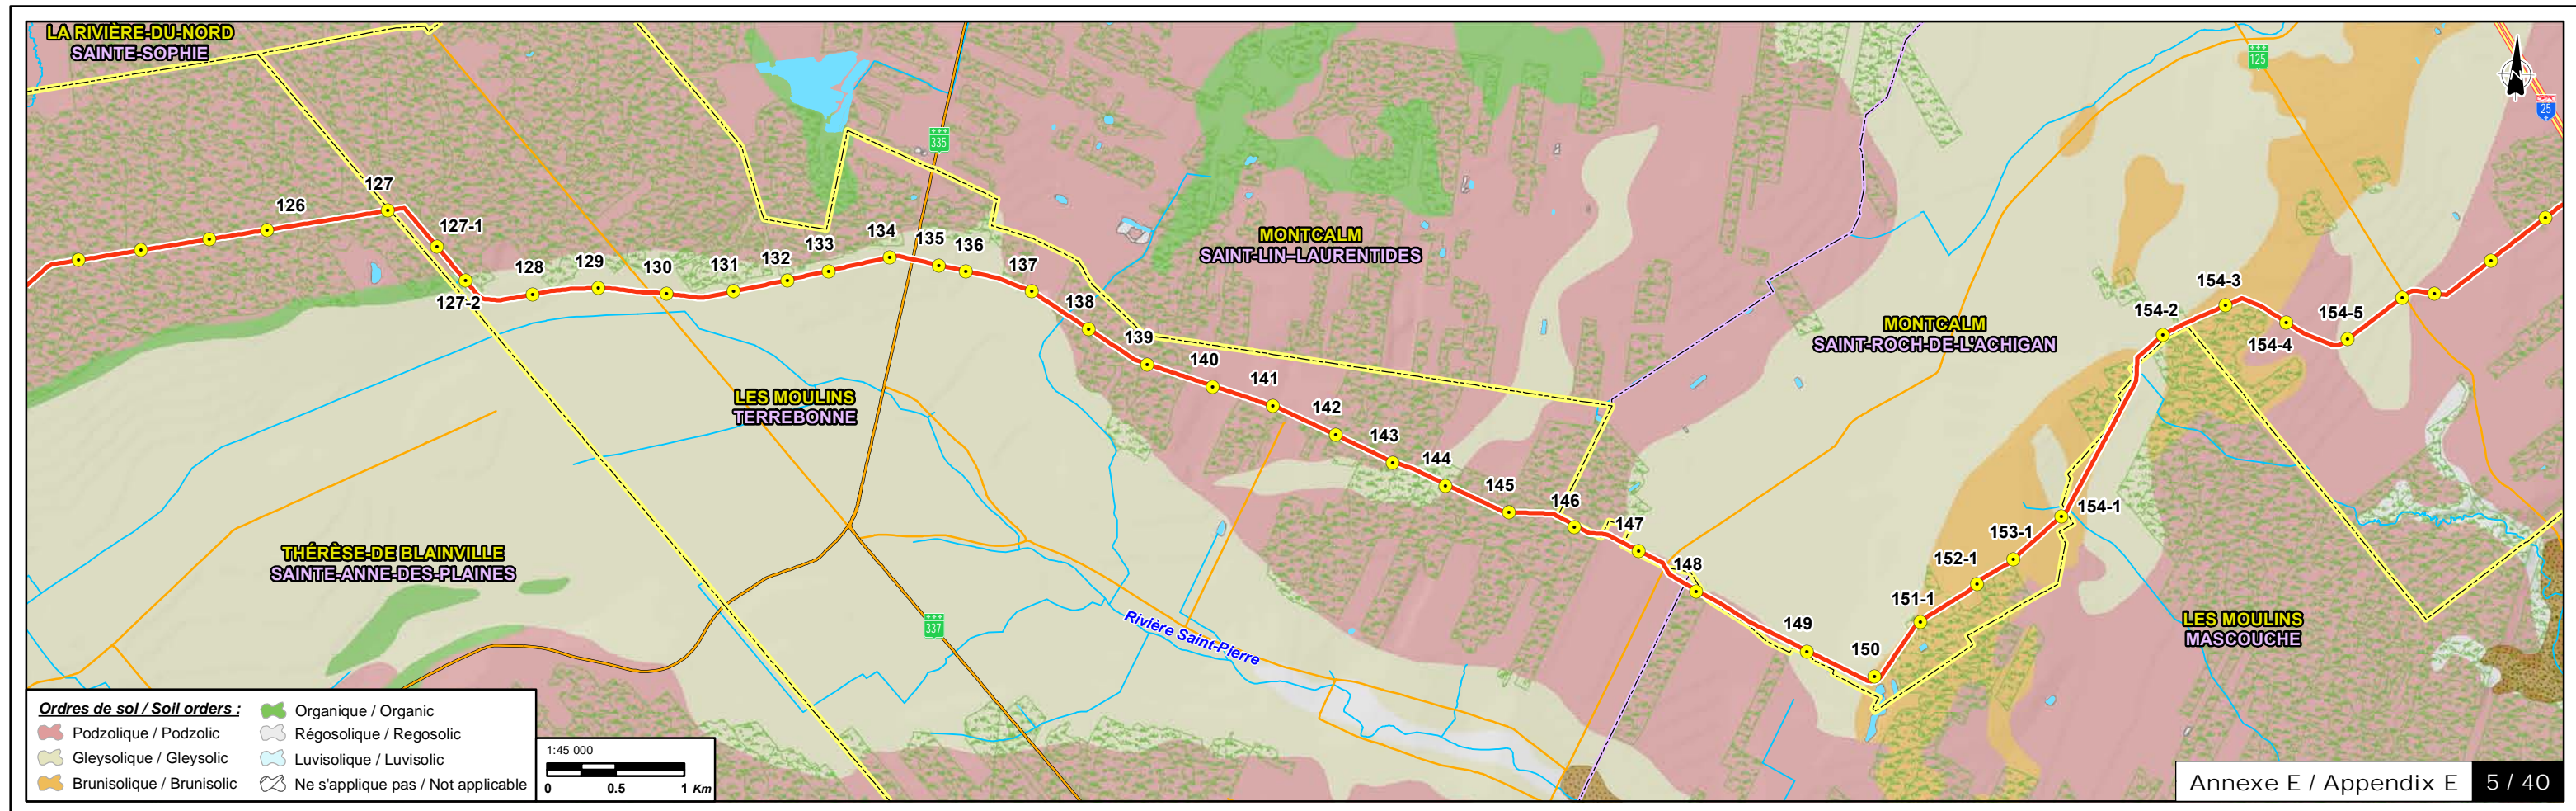 LA RIVIÈRE-DU-NORD
SAINTE-SOPHIE
125
25
335
126
127
127-1
127-2
128
129
130
131
132
133
134
135
136
137
138
139
140
141
142
143
144
145
146
147
148
149
150
151-1
152-1
153-1
154-1
154-2
154-3
154-4
154-5
MONTCALM
SAINT-LIN–LAURENTIDES
MONTCALM
SAINT-ROCH-DE-L'ACHIGAN
LES MOULINS
TERREBONNE
THÉRÈSE-DE BLAINVILLE
SAINTE-ANNE-DES-PLAINES
337
Rivière Saint-Pierre
LES MOULINS
MASCOUCHE
N
Ordres de sol / Soil orders :
Podzolique / Podzolic
Gleysolique / Gleysolic
Brunisolique / Brunisolic
Organique / Organic
Régosolique / Regosolic
Luvisolique / Luvisolic
Ne s'applique pas / Not applicable
1:45 000
0 0.5 1 Km
Annexe E / Appendix E 5 / 40